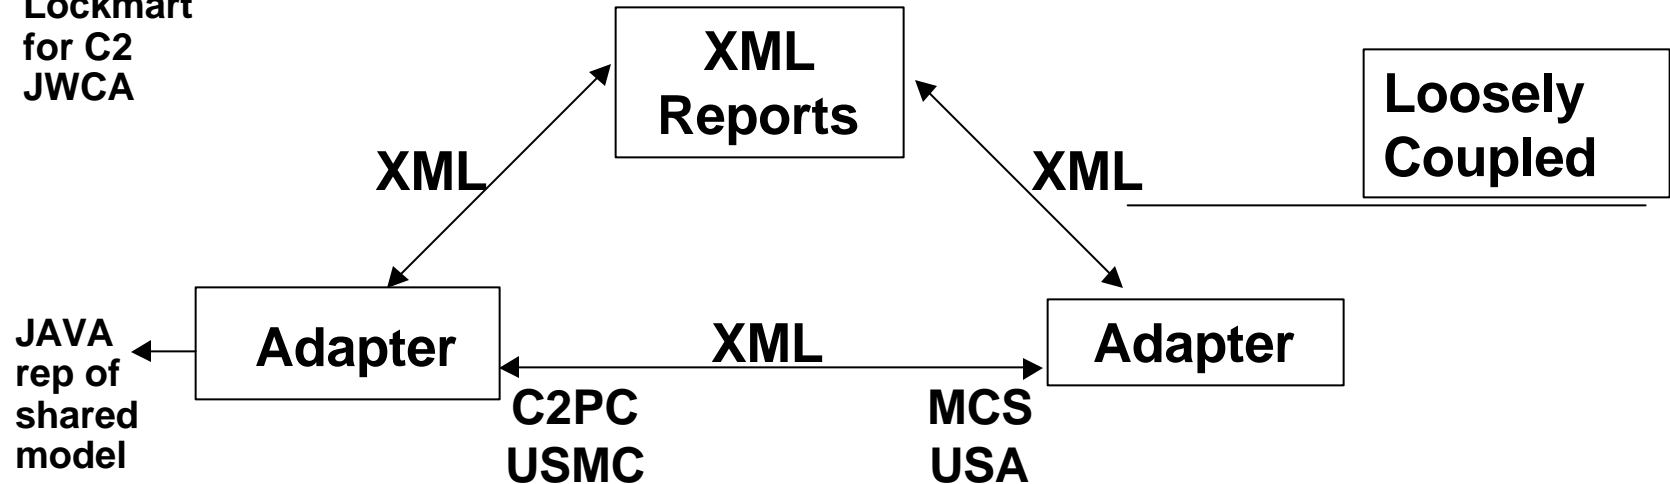 Lockmart
for C2
JWCA
XML
Reports
Loosely
Coupled
XML
XML
JAVA
rep of
shared
model
Adapter
XML
Adapter
C2PC
USMC
MCS
USA